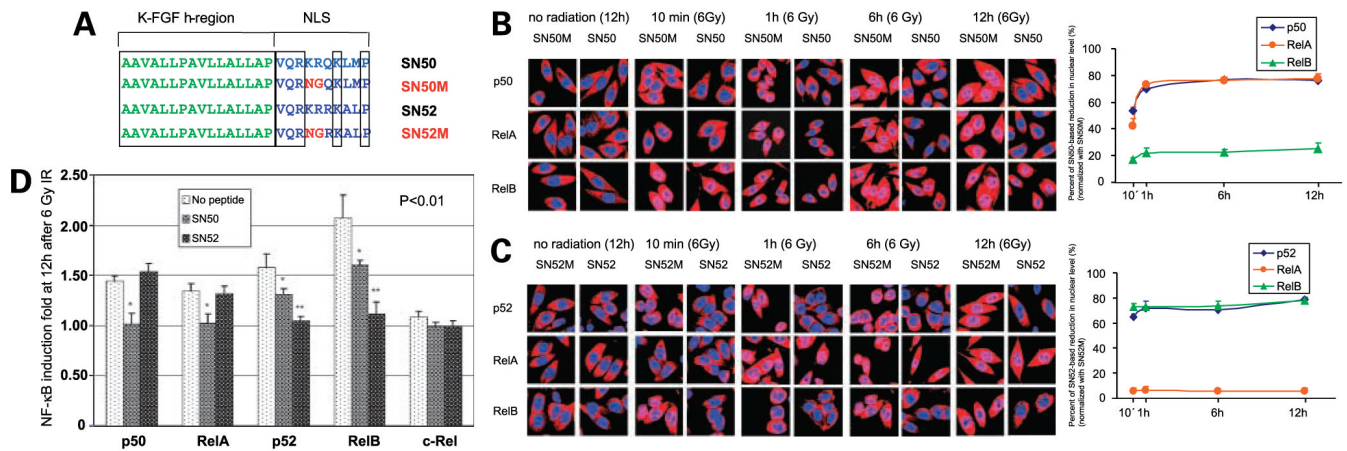 A
K-FGF h-region NLS
AAVALLPAVLLALLAP VQRKRQKLMP SN50
AAVALLPAVLLALLAP VQRNGQKLMP SN50M
AAVALLPAVLLALLAP VQRKRRKALP SN52
AAVALLPAVLLALLAP VQRNGRKALP SN52M
B
no radiation (12h) 10 min (6Gy) 1h (6 Gy) 6h (6 Gy) 12h (6Gy)
SN50M SN50 SN50M SN50 SN50M SN50 SN50M SN50 SN50M SN50
p50
RelA
RelB
Percent of SN50-based reduction in nuclear level (%)
(normalized with SN50M)
100
80
60
40
20
0
10´ 1h 6h 12h
p50
RelA
RelB
C
no radiation (12h) 10 min (6Gy) 1h (6 Gy) 6h (6 Gy) 12h (6Gy)
SN52M SN52 SN52M SN52 SN52M SN52 SN52M SN52 SN52M SN52
p52
RelA
RelB
Percent of SN52-basd reduction in nuclear level (%)
(normalized with SN52M)
100
80
60
40
20
0
10´ 1h 6h 12h
p52
RelA
RelB
D
NF-κB induction fold at 12h after 6 Gy IR
2.50
2.00
1.50
1.00
0.50
0
No peptide
SN50
SN52
P<0.01
* * * ** * **
p50 RelA p52 RelB c-Rel